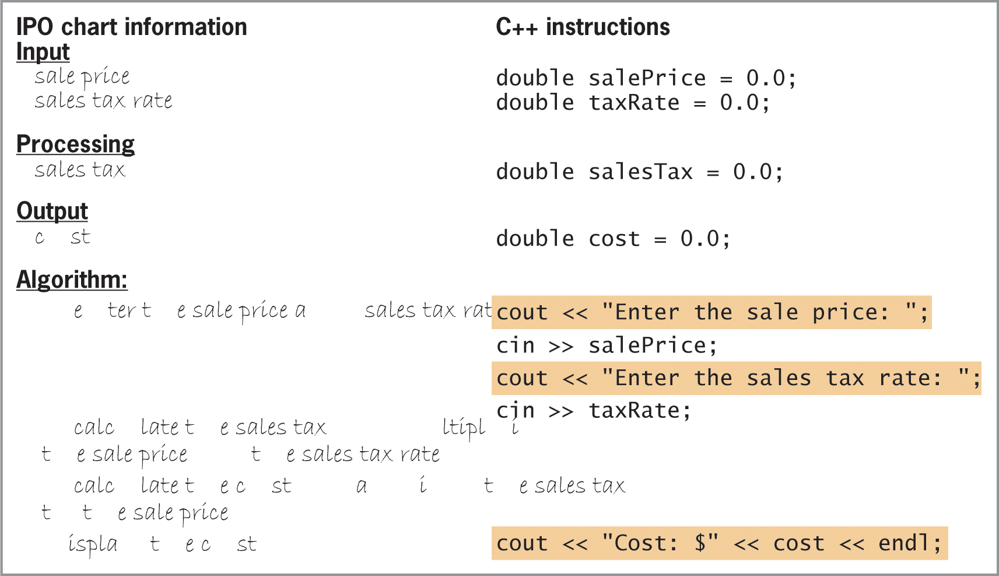 IPO chart information C++ instructions
Input
sale price double salePrice = 0.0;
sales tax rate double taxRate = 0.0;
Processing
sales tax double salesTax = 0.0;
Output
c st double cost = 0.0;
Algorithm:
e ter t e sale price a sales tax rat cout << "Enter the sale price: ";
cin >> salePrice;
cout << "Enter the sales tax rate: ";
cin >> taxRate;
calc late t e sales tax ltipl i
t e sale price t e sales tax rate
calc late t e c st a i t e sales tax
t t e sale price
ispla t e c st cout << "Cost: $" << cost << endl;